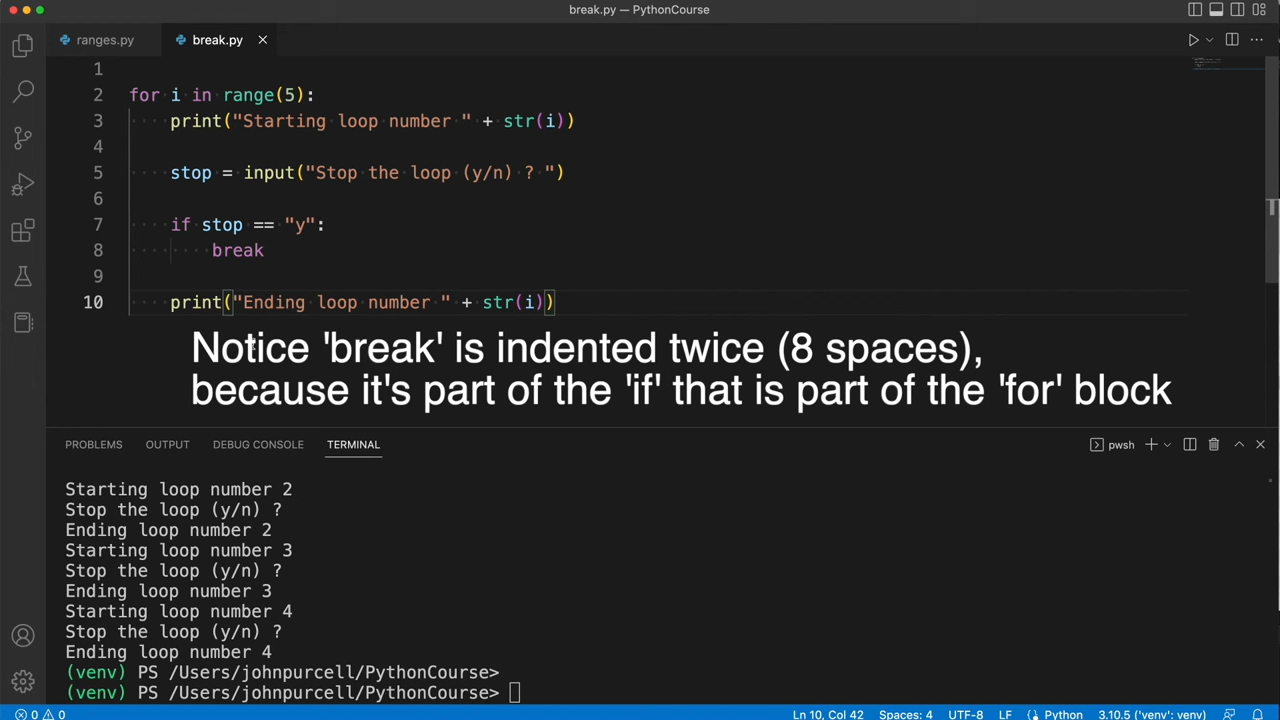 break.py — PythonCourse
ranges.py break.py
1
2 for i in range(5):
3 print("Starting loop number " + str(i))
4
5 stop = input("Stop the loop (y/n) ? ")
6
7 if stop == "y":
8 break
9
10 print("Ending loop number " + str(i))
Notice 'break' is indented twice (8 spaces),
because it's part of the 'if' that is part of the 'for' block
PROBLEMS OUTPUT DEBUG CONSOLE TERMINAL pwsh
Starting loop number 2
Stop the loop (y/n) ?
Ending loop number 2
Starting loop number 3
Stop the loop (y/n) ?
Ending loop number 3
Starting loop number 4
Stop the loop (y/n) ?
Ending loop number 4
(venv) PS /Users/johnpurcell/PythonCourse>
(venv) PS /Users/johnpurcell/PythonCourse>
0 0 Ln 10, Col 42 Spaces: 4 UTF-8 LF Python 3.10.5 ('venv': venv)